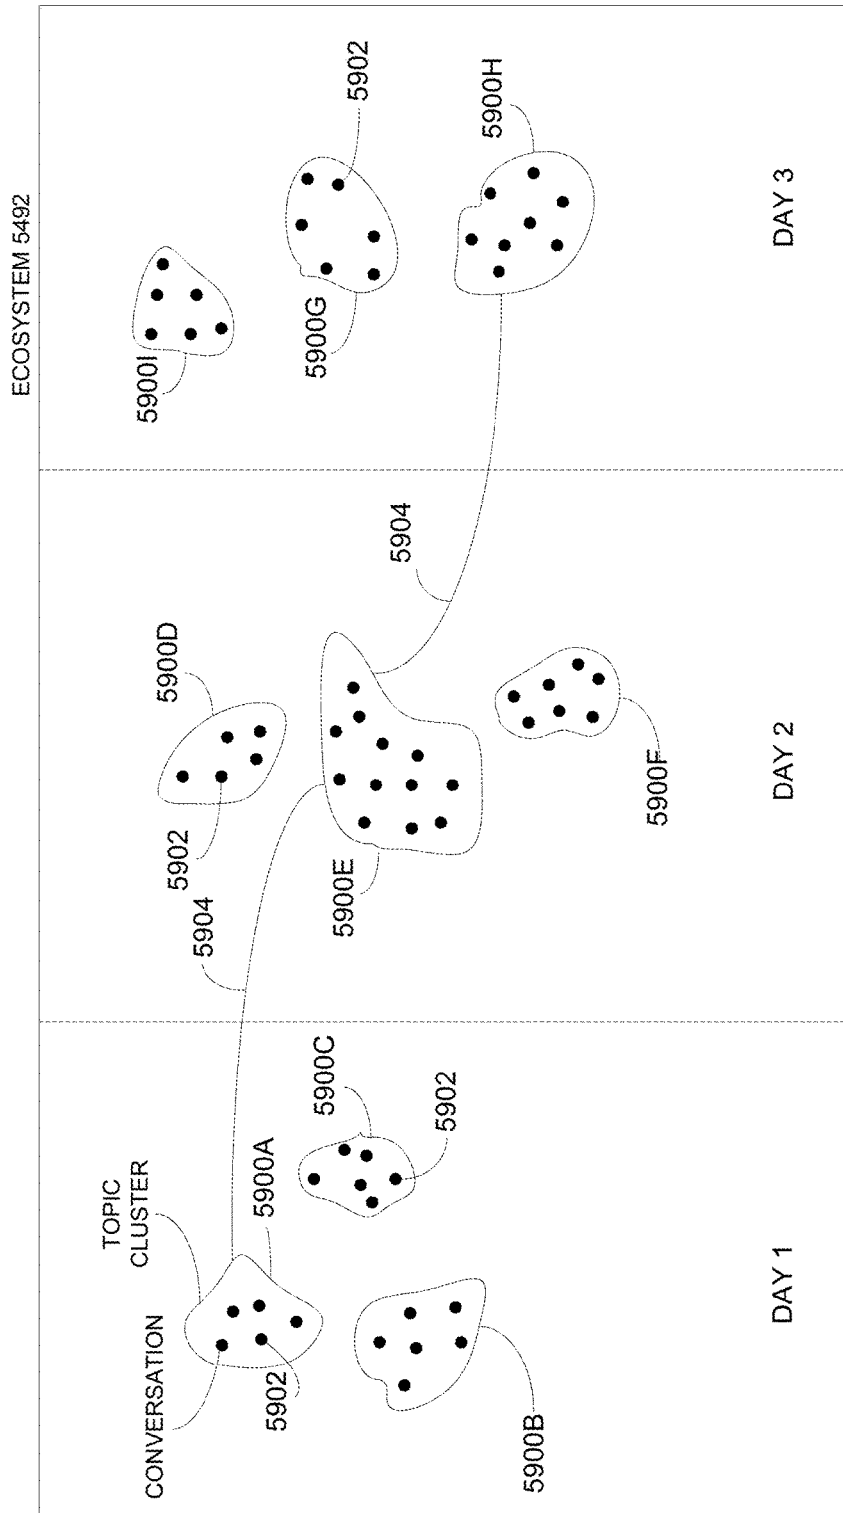 ECOSYSTEM 5492
CONVERSATION
TOPIC
CLUSTER
5902
5900A
5900B
5900C
5902
DAY 1
5904
5902
5900D
5900E
5900F
DAY 2
5904
5900I
5900G
5902
5900H
DAY 3